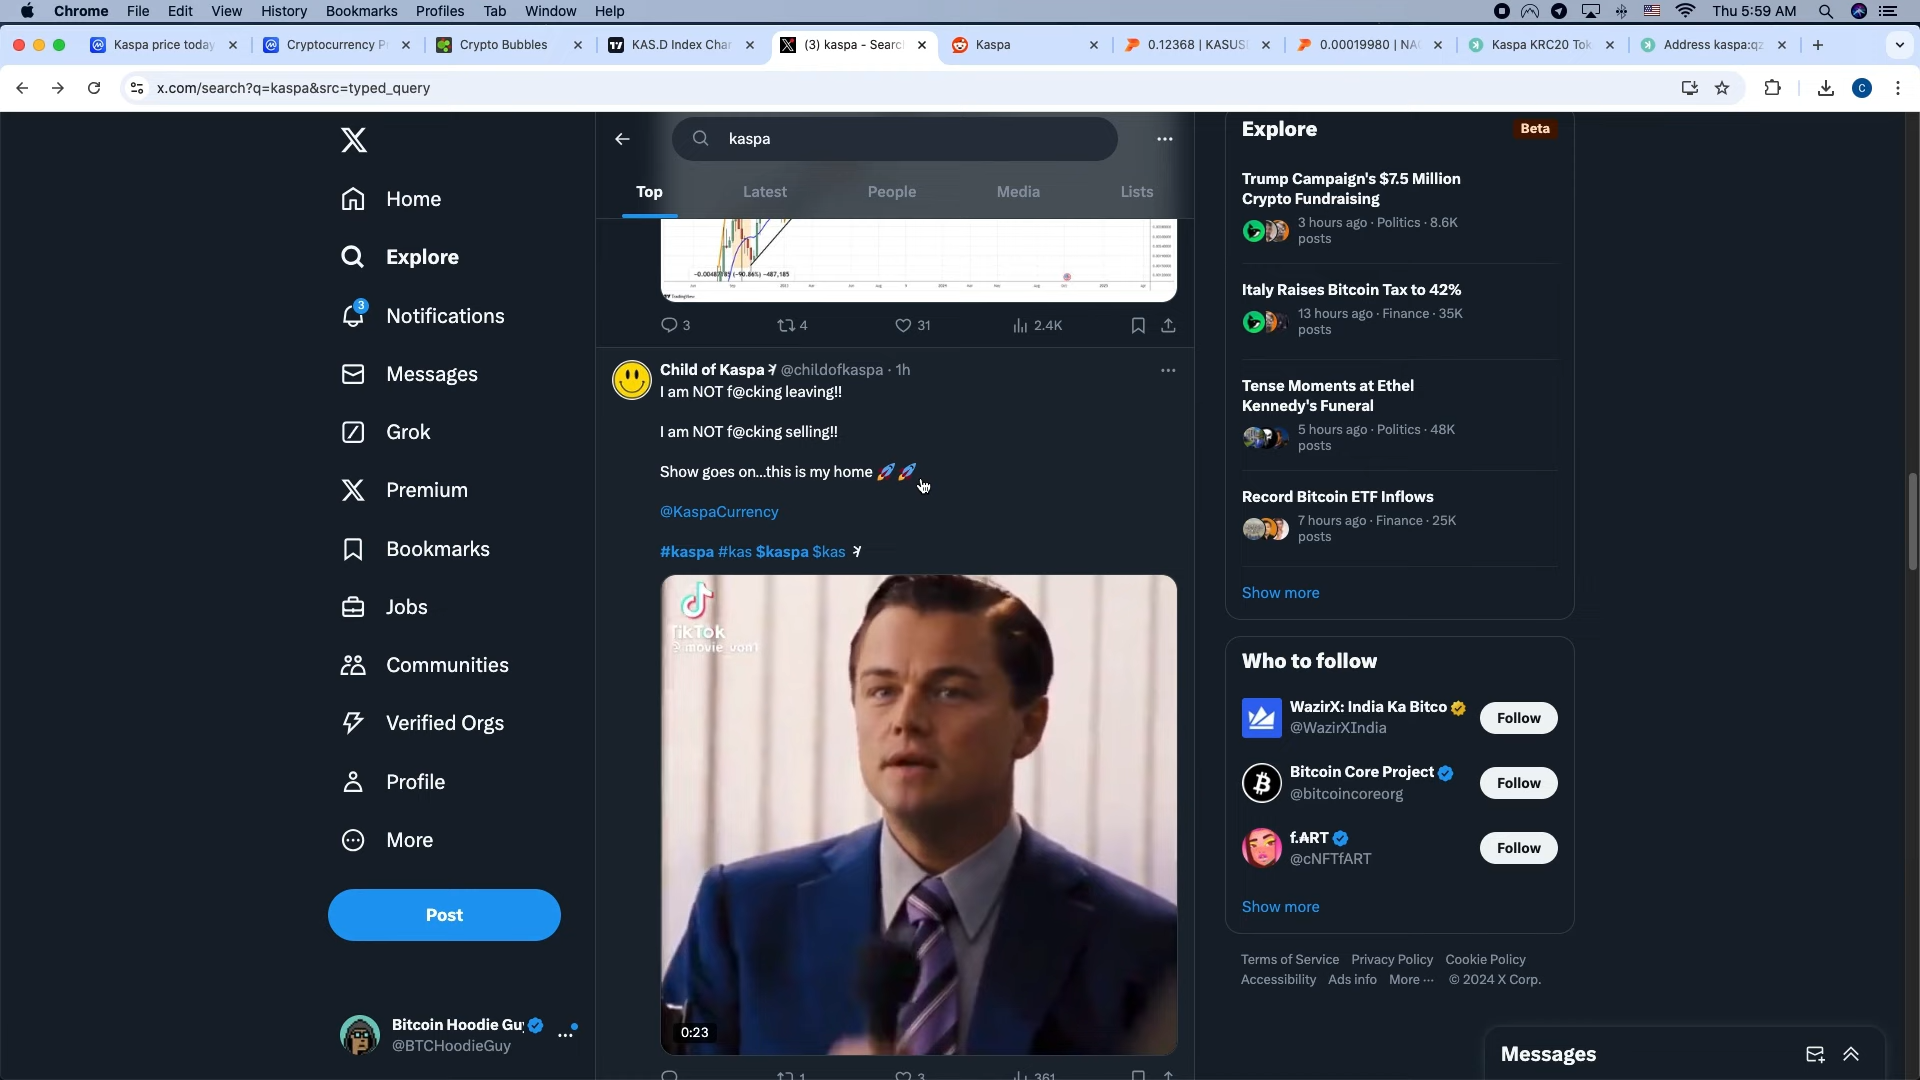 Chrome File Edit View History Bookmarks Profiles Tab Window Help Thu 5:59 AM
Kaspa price today Cryptocurrency P Crypto Bubbles KAS.D Index Char (3) kaspa - Searc Kaspa 0.12368 | KASUS 0.00019980 | NA Kaspa KRC20 Tok Address kaspa:qz
x.com/search?q=kaspa&src=typed_query C
Home
Explore
3
Notifications
Messages
Grok
Premium
Bookmarks
Jobs
Communities
Verified Orgs
Profile
More
Post
Bitcoin Hoodie Gu
@BTCHoodieGuy
kaspa
Top Latest People Media Lists
3 4 31 2.4K
Child of Kaspa @childofkaspa · 1h
I am NOT f@cking leaving!!
I am NOT f@cking selling!!
Show goes on...this is my home 🚀🚀
@KaspaCurrency
#kaspa #kas $kaspa $kas
TikTok
0:23
1 3 361
Explore Beta
Trump Campaign's $7.5 Million
Crypto Fundraising
3 hours ago · Politics · 8.6K
posts
Italy Raises Bitcoin Tax to 42%
13 hours ago · Finance · 35K
posts
Tense Moments at Ethel
Kennedy's Funeral
5 hours ago · Politics · 48K
posts
Record Bitcoin ETF Inflows
7 hours ago · Finance · 25K
posts
Show more
Who to follow
WazirX: India Ka Bitco
@WazirXIndia
Follow
Bitcoin Core Project
@bitcoincoreorg
Follow
f.₳RT
@cNFTfART
Follow
Show more
Terms of Service Privacy Policy Cookie Policy
Accessibility Ads info More ··· © 2024 X Corp.
Messages